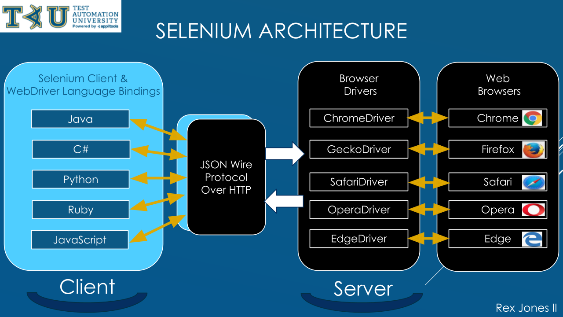 TAU
TEST
AUTOMATION
UNIVERSITY
Powered by applitools
SELENIUM ARCHITECTURE
Selenium Client &
WebDriver Language Bindings
Java
C#
Python
Ruby
JavaScript
Client
JSON Wire
Protocol
Over HTTP
Browser
Drivers
ChromeDriver
GeckoDriver
SafariDriver
OperaDriver
EdgeDriver
Web
Browsers
Chrome
Firefox
Safari
Opera
Edge
Server
Rex Jones II